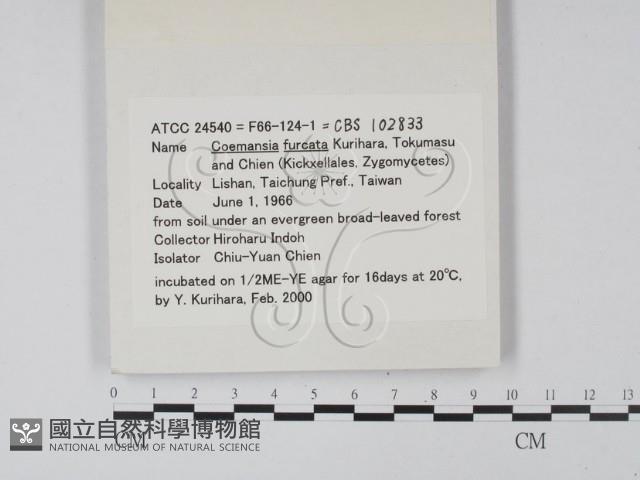 ATCC 24540 = F66-124-1 = CBS 102833
Name Coemansia furcata Kurihara, Tokumasu
and Chien (Kickxellales, Zygomycetes)
Locality Lishan, Taichung Pref., Taiwan
Date June 1, 1966
from soil under an evergreen broad-leaved forest
Collector Hiroharu Indoh
Isolator Chiu-Yuan Chien
incubated on 1/2ME-YE agar for 16days at 20°C,
by Y. Kurihara, Feb. 2000
0 1 2 3 4 5 6 7 8 9 10 11 12 13
CM CM
國立自然科學博物館
NATIONAL MUSEUM OF NATURAL SCIENCE